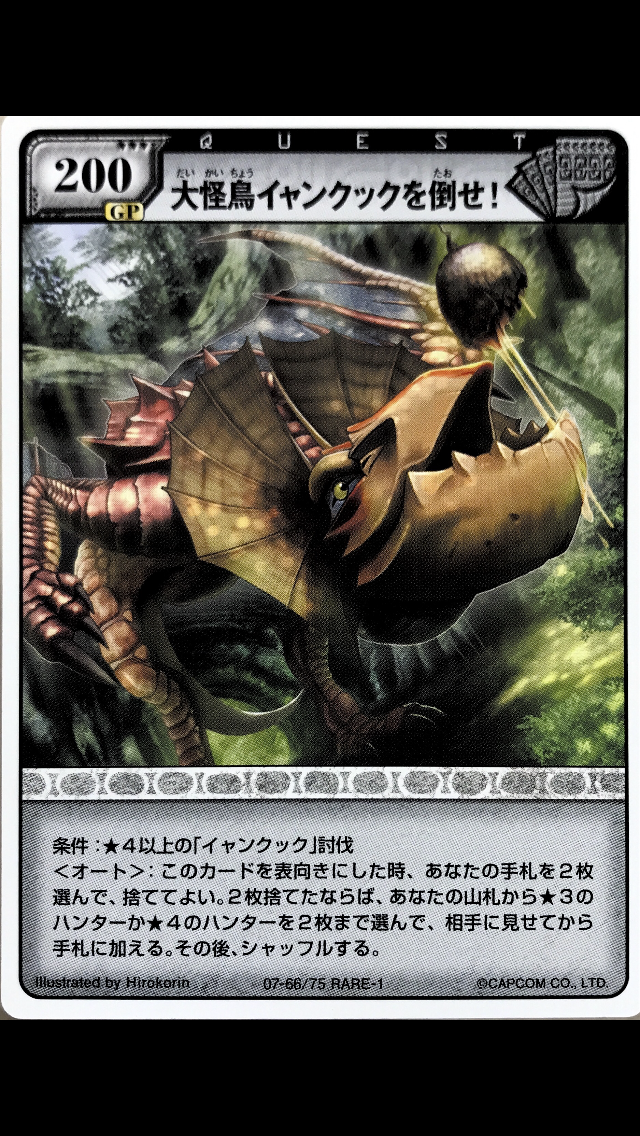 QUEST
200
GP
だい かい ちょう たお
大怪鳥イャンクックを倒せ!
条件:★4以上の「イャンクック」討伐
<オート>:このカードを表向きにした時、あなたの手札を2枚
選んで、捨ててよい。2枚捨てたならば、あなたの山札から★3の
ハンターか★4のハンターを2枚まで選んで、相手に見せてから
手札に加える。その後、シャッフルする。
Illustrated by Hirokorin 07-66/75 RARE-1 ©CAPCOM CO., LTD.